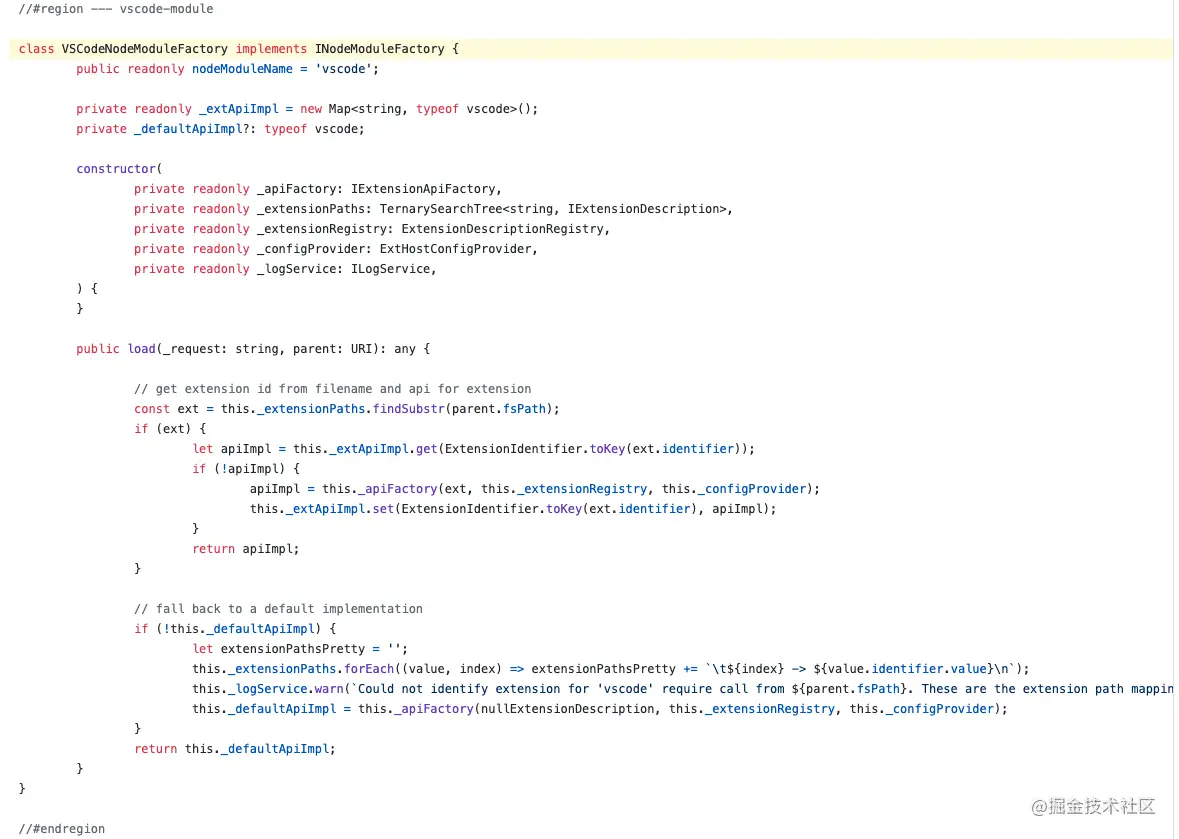 //#region --- vscode-module
class VSCodeNodeModuleFactory implements INodeModuleFactory {
public readonly nodeModuleName = 'vscode';
private readonly _extApiImpl = new Map<string, typeof vscode>();
private _defaultApiImpl?: typeof vscode;
constructor(
private readonly _apiFactory: IExtensionApiFactory,
private readonly _extensionPaths: TernarySearchTree<string, IExtensionDescription>,
private readonly _extensionRegistry: ExtensionDescriptionRegistry,
private readonly _configProvider: ExtHostConfigProvider,
private readonly _logService: ILogService,
) {
}
public load(_request: string, parent: URI): any {
// get extension id from filename and api for extension
const ext = this._extensionPaths.findSubstr(parent.fsPath);
if (ext) {
let apiImpl = this._extApiImpl.get(ExtensionIdentifier.toKey(ext.identifier));
if (!apiImpl) {
apiImpl = this._apiFactory(ext, this._extensionRegistry, this._configProvider);
this._extApiImpl.set(ExtensionIdentifier.toKey(ext.identifier), apiImpl);
}
return apiImpl;
}
// fall back to a default implementation
if (!this._defaultApiImpl) {
let extensionPathsPretty = '';
this._extensionPaths.forEach((value, index) => extensionPathsPretty += `\t${index} -> ${value.identifier.value}\n`);
this._logService.warn(`Could not identify extension for 'vscode' require call from ${parent.fsPath}. These are the extension path mappin
this._defaultApiImpl = this._apiFactory(nullExtensionDescription, this._extensionRegistry, this._configProvider);
}
return this._defaultApiImpl;
}
}
@掘金技术社区
//#endregion